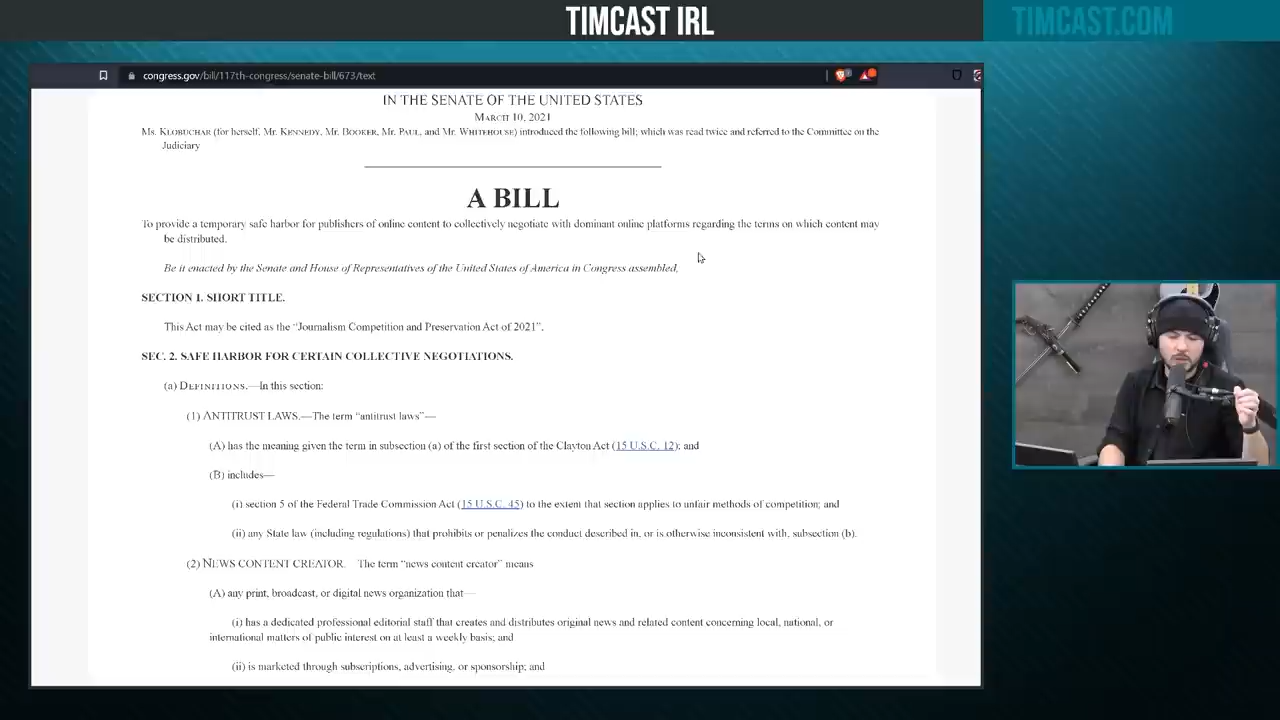 TIMCAST IRL
TIMCAST.COM
congress.gov/bill/117th-congress/senate-bill/673/text
IN THE SENATE OF THE UNITED STATES
MARCH 10, 2021
Ms. KLOBUCHAR (for herself, Mr. KENNEDY, Mr. BOOKER, Mr. PAUL, and Mr. WHITEHOUSE) introduced the following bill; which was read twice and referred to the Committee on the
Judiciary
A BILL
To provide a temporary safe harbor for publishers of online content to collectively negotiate with dominant online platforms regarding the terms on which content may
be distributed.
Be it enacted by the Senate and House of Representatives of the United States of America in Congress assembled,
SECTION 1. SHORT TITLE.
This Act may be cited as the “Journalism Competition and Preservation Act of 2021”.
SEC. 2. SAFE HARBOR FOR CERTAIN COLLECTIVE NEGOTIATIONS.
(a) DEFINITIONS.—In this section:
(1) ANTITRUST LAWS.—The term “antitrust laws”—
(A) has the meaning given the term in subsection (a) of the first section of the Clayton Act (15 U.S.C. 12); and
(B) includes—
(i) section 5 of the Federal Trade Commission Act (15 U.S.C. 45) to the extent that section applies to unfair methods of competition; and
(ii) any State law (including regulations) that prohibits or penalizes the conduct described in, or is otherwise inconsistent with, subsection (b).
(2) NEWS CONTENT CREATOR. The term “news content creator” means
(A) any print, broadcast, or digital news organization that—
(i) has a dedicated professional editorial staff that creates and distributes original news and related content concerning local, national, or
international matters of public interest on at least a weekly basis; and
(ii) is marketed through subscriptions, advertising, or sponsorship; and